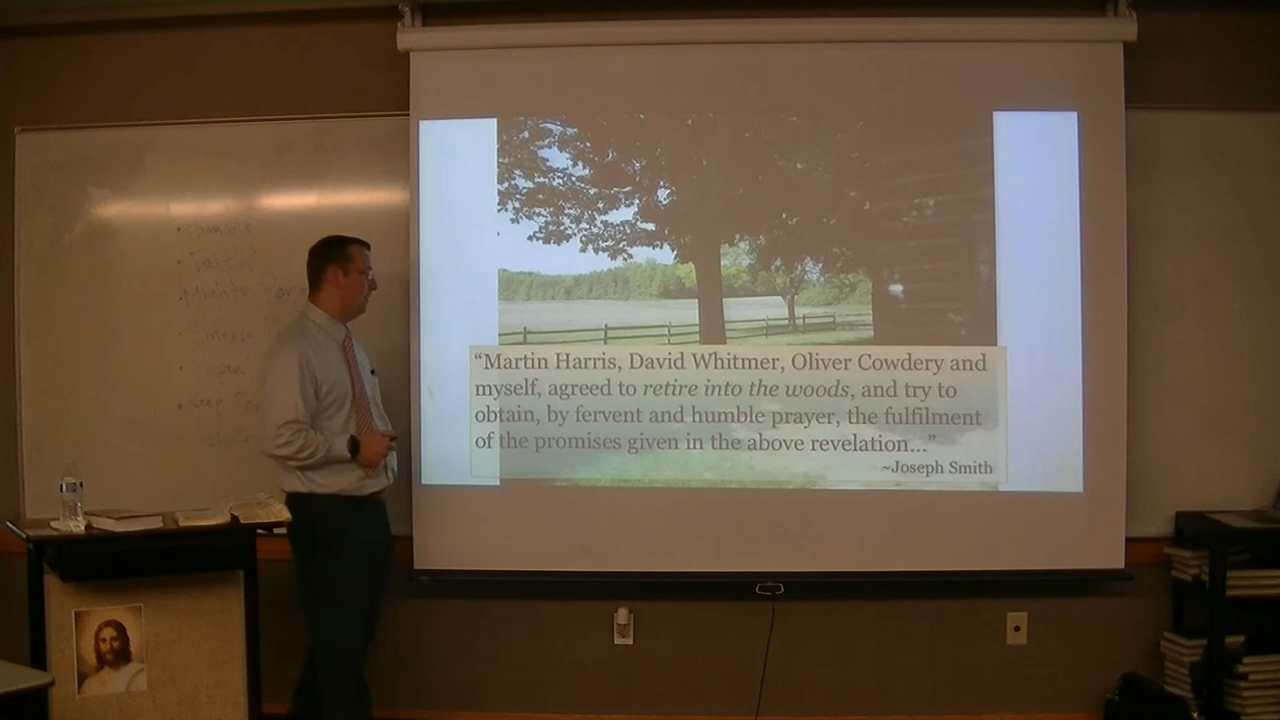 “Martin Harris, David Whitmer, Oliver Cowdery and
myself, agreed to retire into the woods, and try to
obtain, by fervent and humble prayer, the fulfilment
of the promises given in the above revelation...”
~Joseph Smith